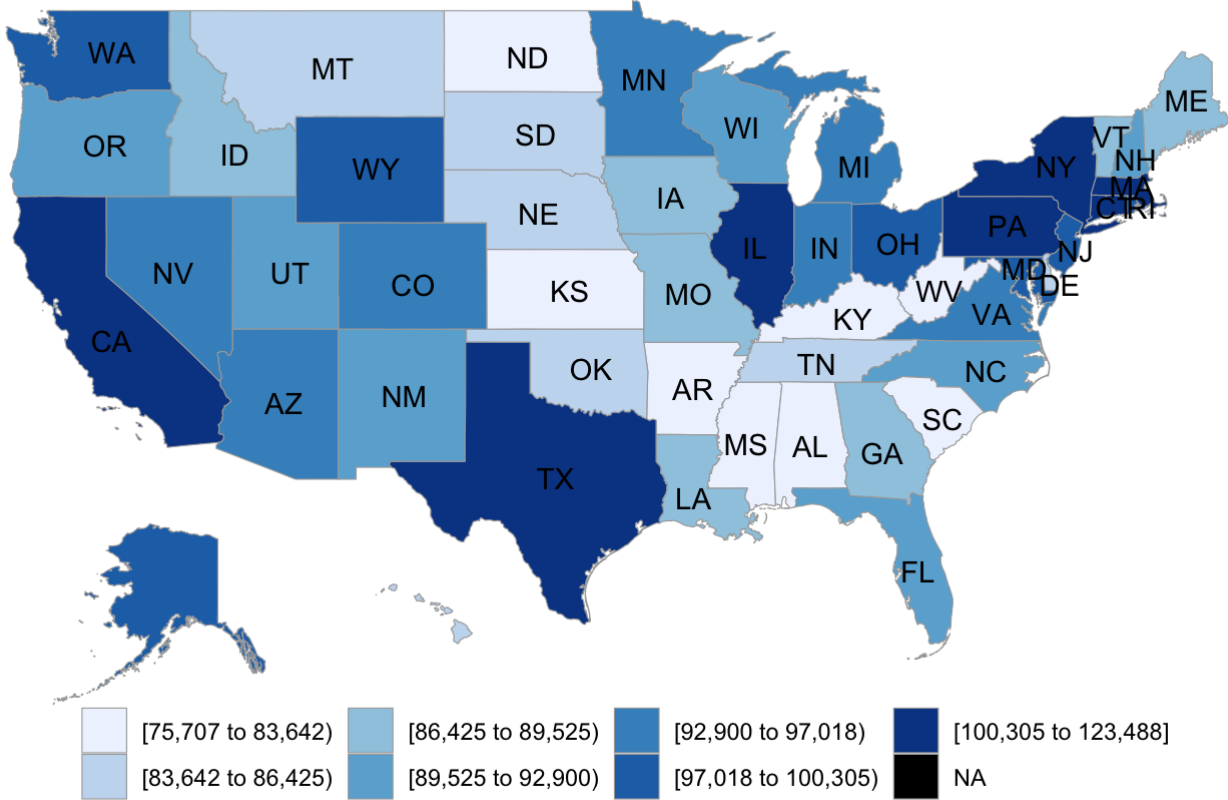 WA
MT
ND
MN
ME
OR
ID
WY
SD
WI
MI
VT
NH
NY
MA
NE
IA
CT
RI
NV
UT
CO
KS
MO
IL
IN
OH
PA
NJ
MD
DE
WV
KY
VA
CA
AZ
NM
OK
AR
TN
NC
TX
LA
MS
AL
GA
SC
FL
[75,707 to 83,642) [86,425 to 89,525) [92,900 to 97,018) [100,305 to 123,488]
[83,642 to 86,425) [89,525 to 92,900) [97,018 to 100,305) NA